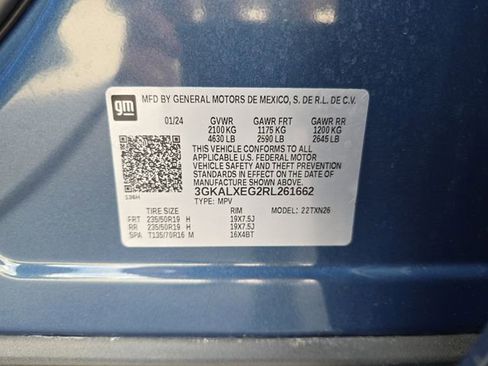 gm
MFD BY GENERAL MOTORS DE MEXICO, S. DE R.L. DE C.V.
01/24 GVWR GAWR FRT GAWR RR
2100 KG 1175 KG 1200 KG
4630 LB 2590 LB 2645 LB
THIS VEHICLE CONFORMS TO ALL
APPLICABLE U.S. FEDERAL MOTOR
VEHICLE SAFETY AND THEFT PREVENTION
STANDARDS IN EFFECT ON THE DATE OF
MANUFACTURE SHOWN ABOVE.
136H
3GKALXEG2RL261662
TYPE: MPV
TIRE SIZE RIM MODEL: 22TXN26
FRT 235/50R19 H 19X7.5J
RR 235/50R19 H 19X7.5J
SPA T135/70R16 M 16X4BT